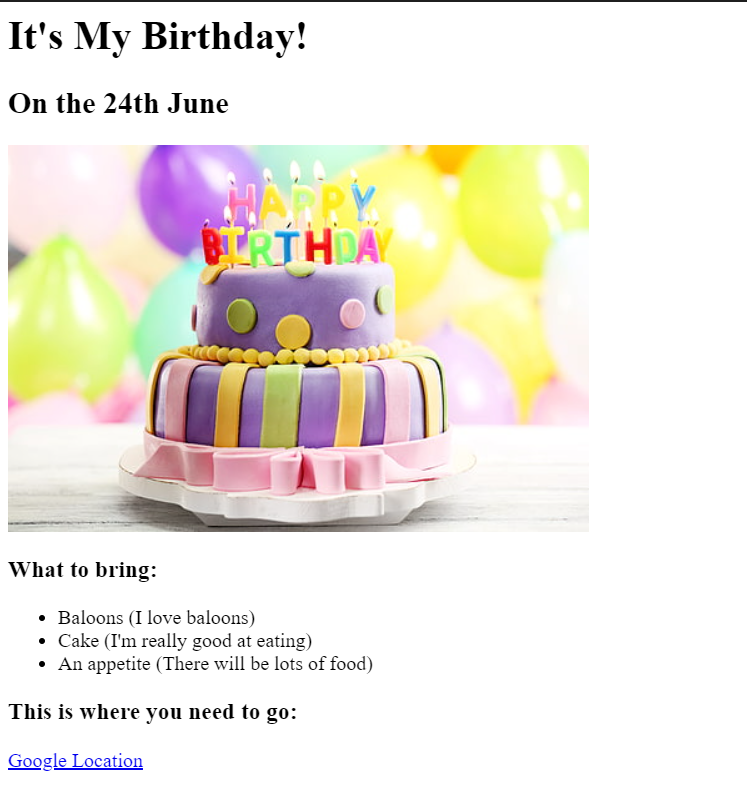 It's My Birthday!
On the 24th June
HAPPY
BIRTHDAY
What to bring:
Baloons (I love baloons)
Cake (I'm really good at eating)
An appetite (There will be lots of food)
This is where you need to go:
Google Location